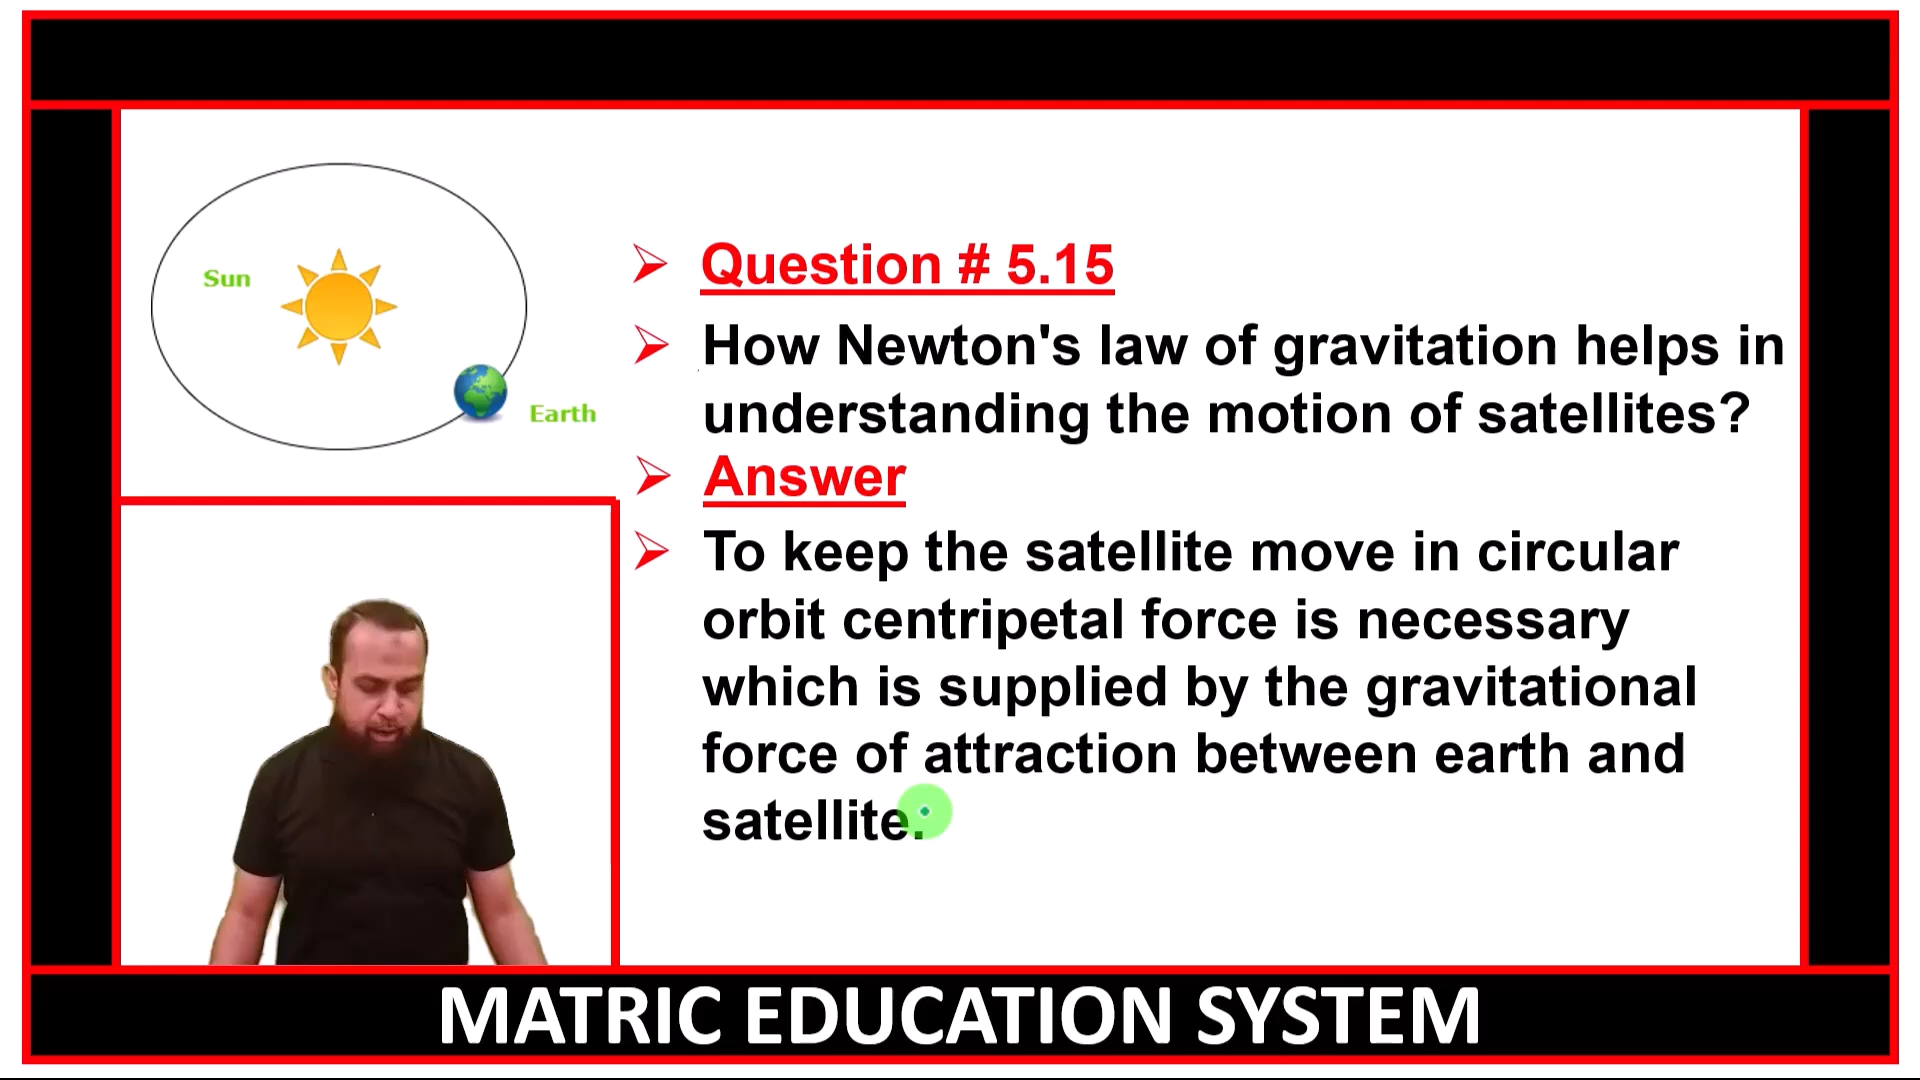 Sun
Earth
Question # 5.15
How Newton's law of gravitation helps in
understanding the motion of satellites?
Answer
To keep the satellite move in circular
orbit centripetal force is necessary
which is supplied by the gravitational
force of attraction between earth and
satellite.
MATRIC EDUCATION SYSTEM